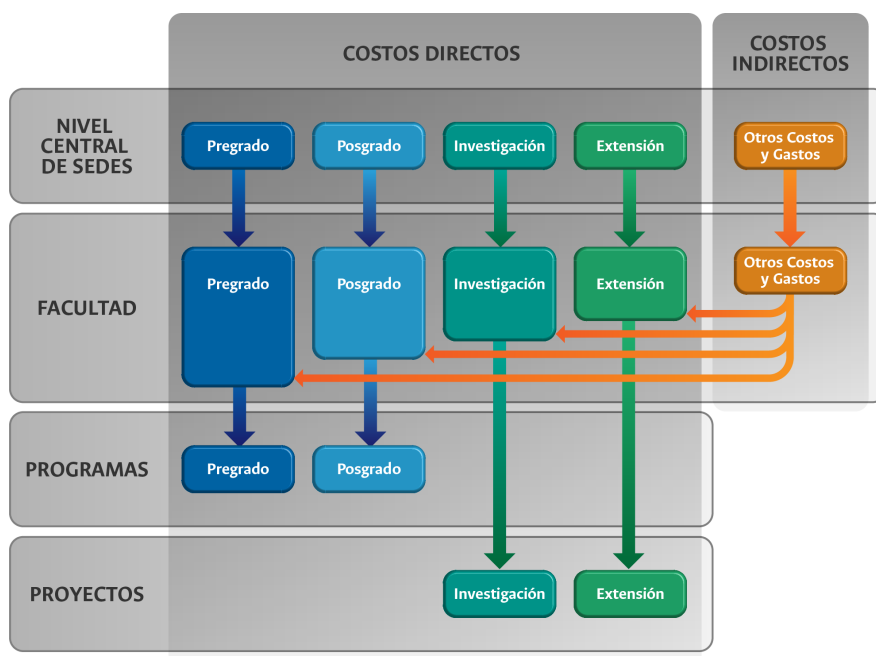 COSTOS DIRECTOS
COSTOS
INDIRECTOS
NIVEL
CENTRAL
DE SEDES
Pregrado
Posgrado
Investigación
Extensión
Otros Costos
y Gastos
FACULTAD
Pregrado
Posgrado
Investigación
Extensión
Otros Costos
y Gastos
PROGRAMAS
Pregrado
Posgrado
PROYECTOS
Investigación
Extensión